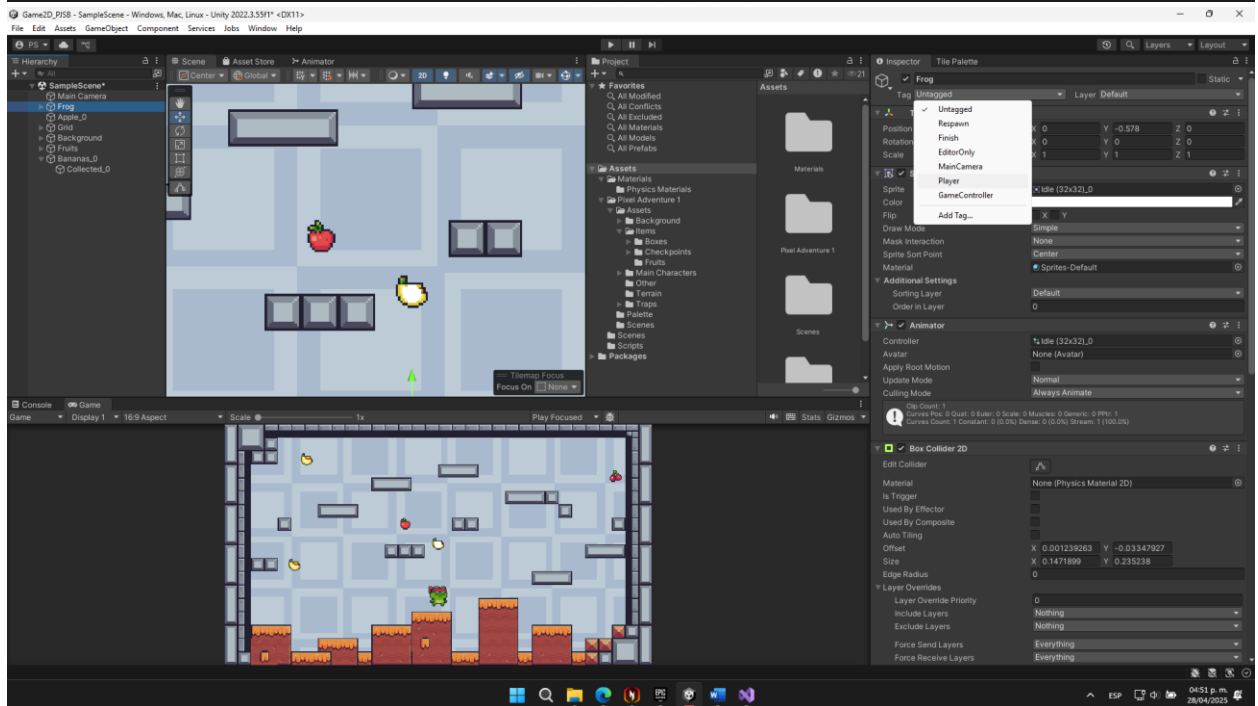 Game2D_PJSB - SampleScene - Windows, Mac, Linux - Unity 2022.3.55f1* <DX11>
File Edit Assets GameObject Component Services Jobs Window Help
PS
Layers Layout
Hierarchy
All
SampleScene*
Main Camera
Frog
Apple_0
Grid
Background
Fruits
Bananas_0
Collected_0
Scene Asset Store Animator
Center Global 2D
Tilemap Focus
Focus On None
Project
21
Favorites
All Modified
All Conflicts
All Excluded
All Materials
All Models
All Prefabs
Assets
Materials
Physics Materials
Pixel Adventure 1
Assets
Background
Items
Boxes
Checkpoints
Fruits
Main Characters
Other
Terrain
Traps
Palette
Scenes
Scenes
Scripts
Packages
Assets
Materials
Pixel Adventure 1
Scenes
Inspector Tile Palette
Frog Static
Tag Untagged Layer Default
Untagged
Respawn
Finish
EditorOnly
MainCamera
Player
GameController
Add Tag...
T
Position X 0 Y -0.578 Z 0
Rotation X 0 Y 0 Z 0
Scale X 1 Y 1 Z 1
S
Sprite Idle (32x32)_0
Color
Flip X Y
Draw Mode Simple
Mask Interaction None
Sprite Sort Point Center
Material Sprites-Default
Additional Settings
Sorting Layer Default
Order in Layer 0
Animator
Controller Idle (32x32)_0
Avatar None (Avatar)
Apply Root Motion
Update Mode Normal
Culling Mode Always Animate
Clip Count: 1
Curves Pos: 0 Quat: 0 Euler: 0 Scale: 0 Muscles: 0 Generic: 0 PPtr: 1
Curves Count: 1 Constant: 0 (0.0%) Dense: 0 (0.0%) Stream: 1 (100.0%)
Box Collider 2D
Edit Collider
Material None (Physics Material 2D)
Is Trigger
Used By Effector
Used By Composite
Auto Tiling
Offset X 0.001239263 Y -0.03347927
Size X 0.1471899 Y 0.235238
Edge Radius 0
Layer Overrides
Layer Override Priority 0
Include Layers Nothing
Exclude Layers Nothing
Force Send Layers Everything
Force Receive Layers Everything
Console Game
Game Display 1 16:9 Aspect Scale 1x Play Focused Stats Gizmos
EPIC
ESP
04:51 p. m.
28/04/2025